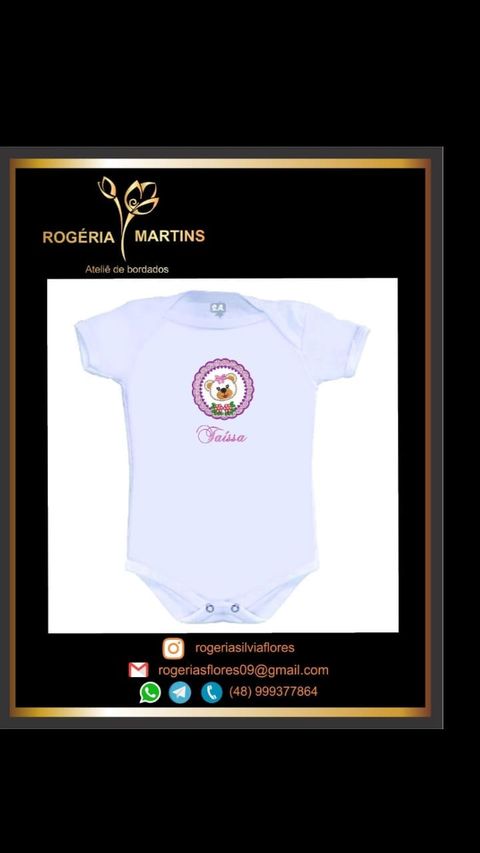 ROGÉRIA MARTINS
Ateliê de bordados
Taíssa
rogeriasilviaflores
rogeriasflores09@gmail.com
(48) 999377864